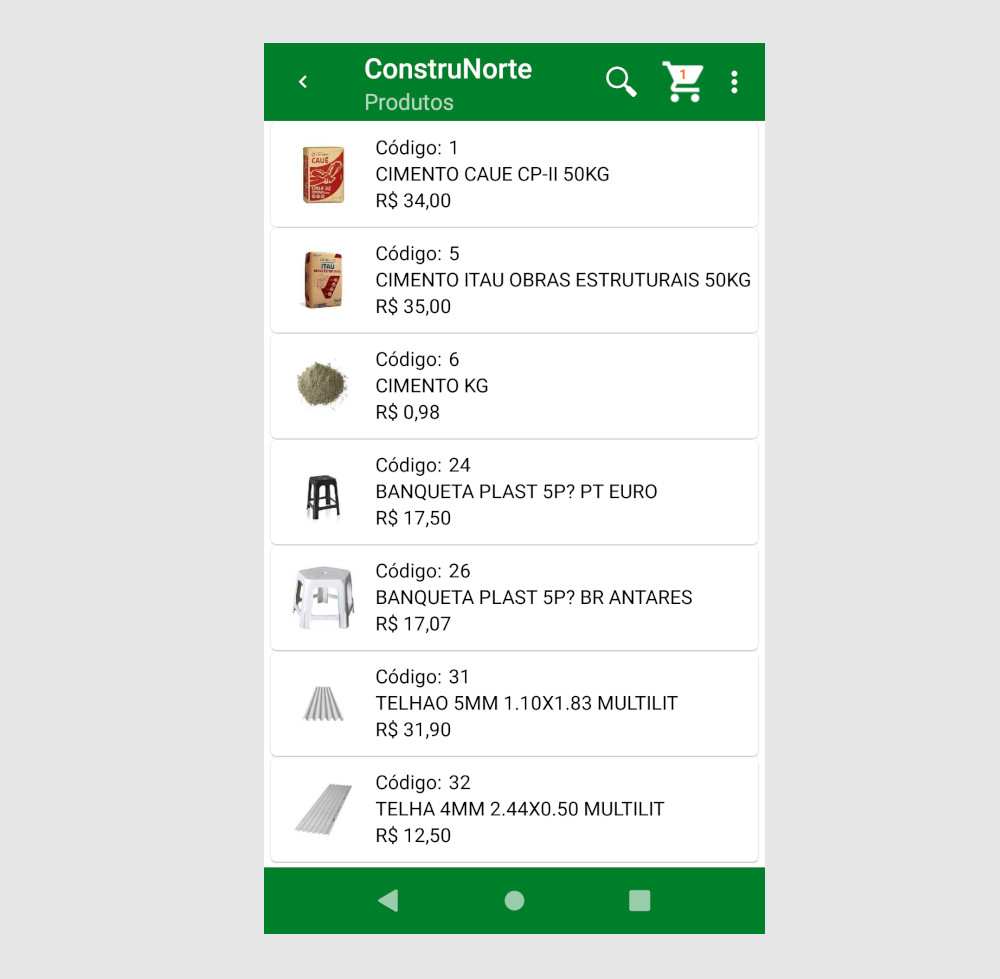 ConstruNorte
Produtos
1
Código: 1
CIMENTO CAUE CP-II 50KG
R$ 34,00
CAUÊ
Código: 5
CIMENTO ITAU OBRAS ESTRUTURAIS 50KG
R$ 35,00
ITAU
Código: 6
CIMENTO KG
R$ 0,98
Código: 24
BANQUETA PLAST 5P? PT EURO
R$ 17,50
Código: 26
BANQUETA PLAST 5P? BR ANTARES
R$ 17,07
Código: 31
TELHAO 5MM 1.10X1.83 MULTILIT
R$ 31,90
Código: 32
TELHA 4MM 2.44X0.50 MULTILIT
R$ 12,50